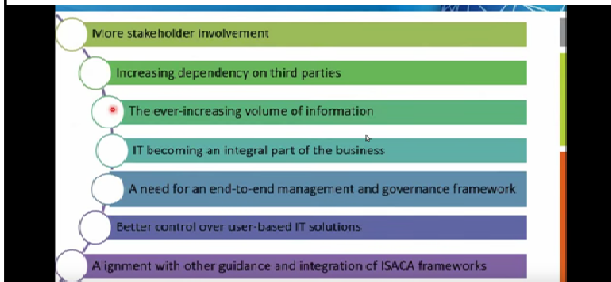 More stakeholder involvement
Increasing dependency on third parties
The ever-increasing volume of information
IT becoming an integral part of the business
A need for an end-to-end management and governance framework
Better control over user-based IT solutions
Alignment with other guidance and integration of ISACA frameworks